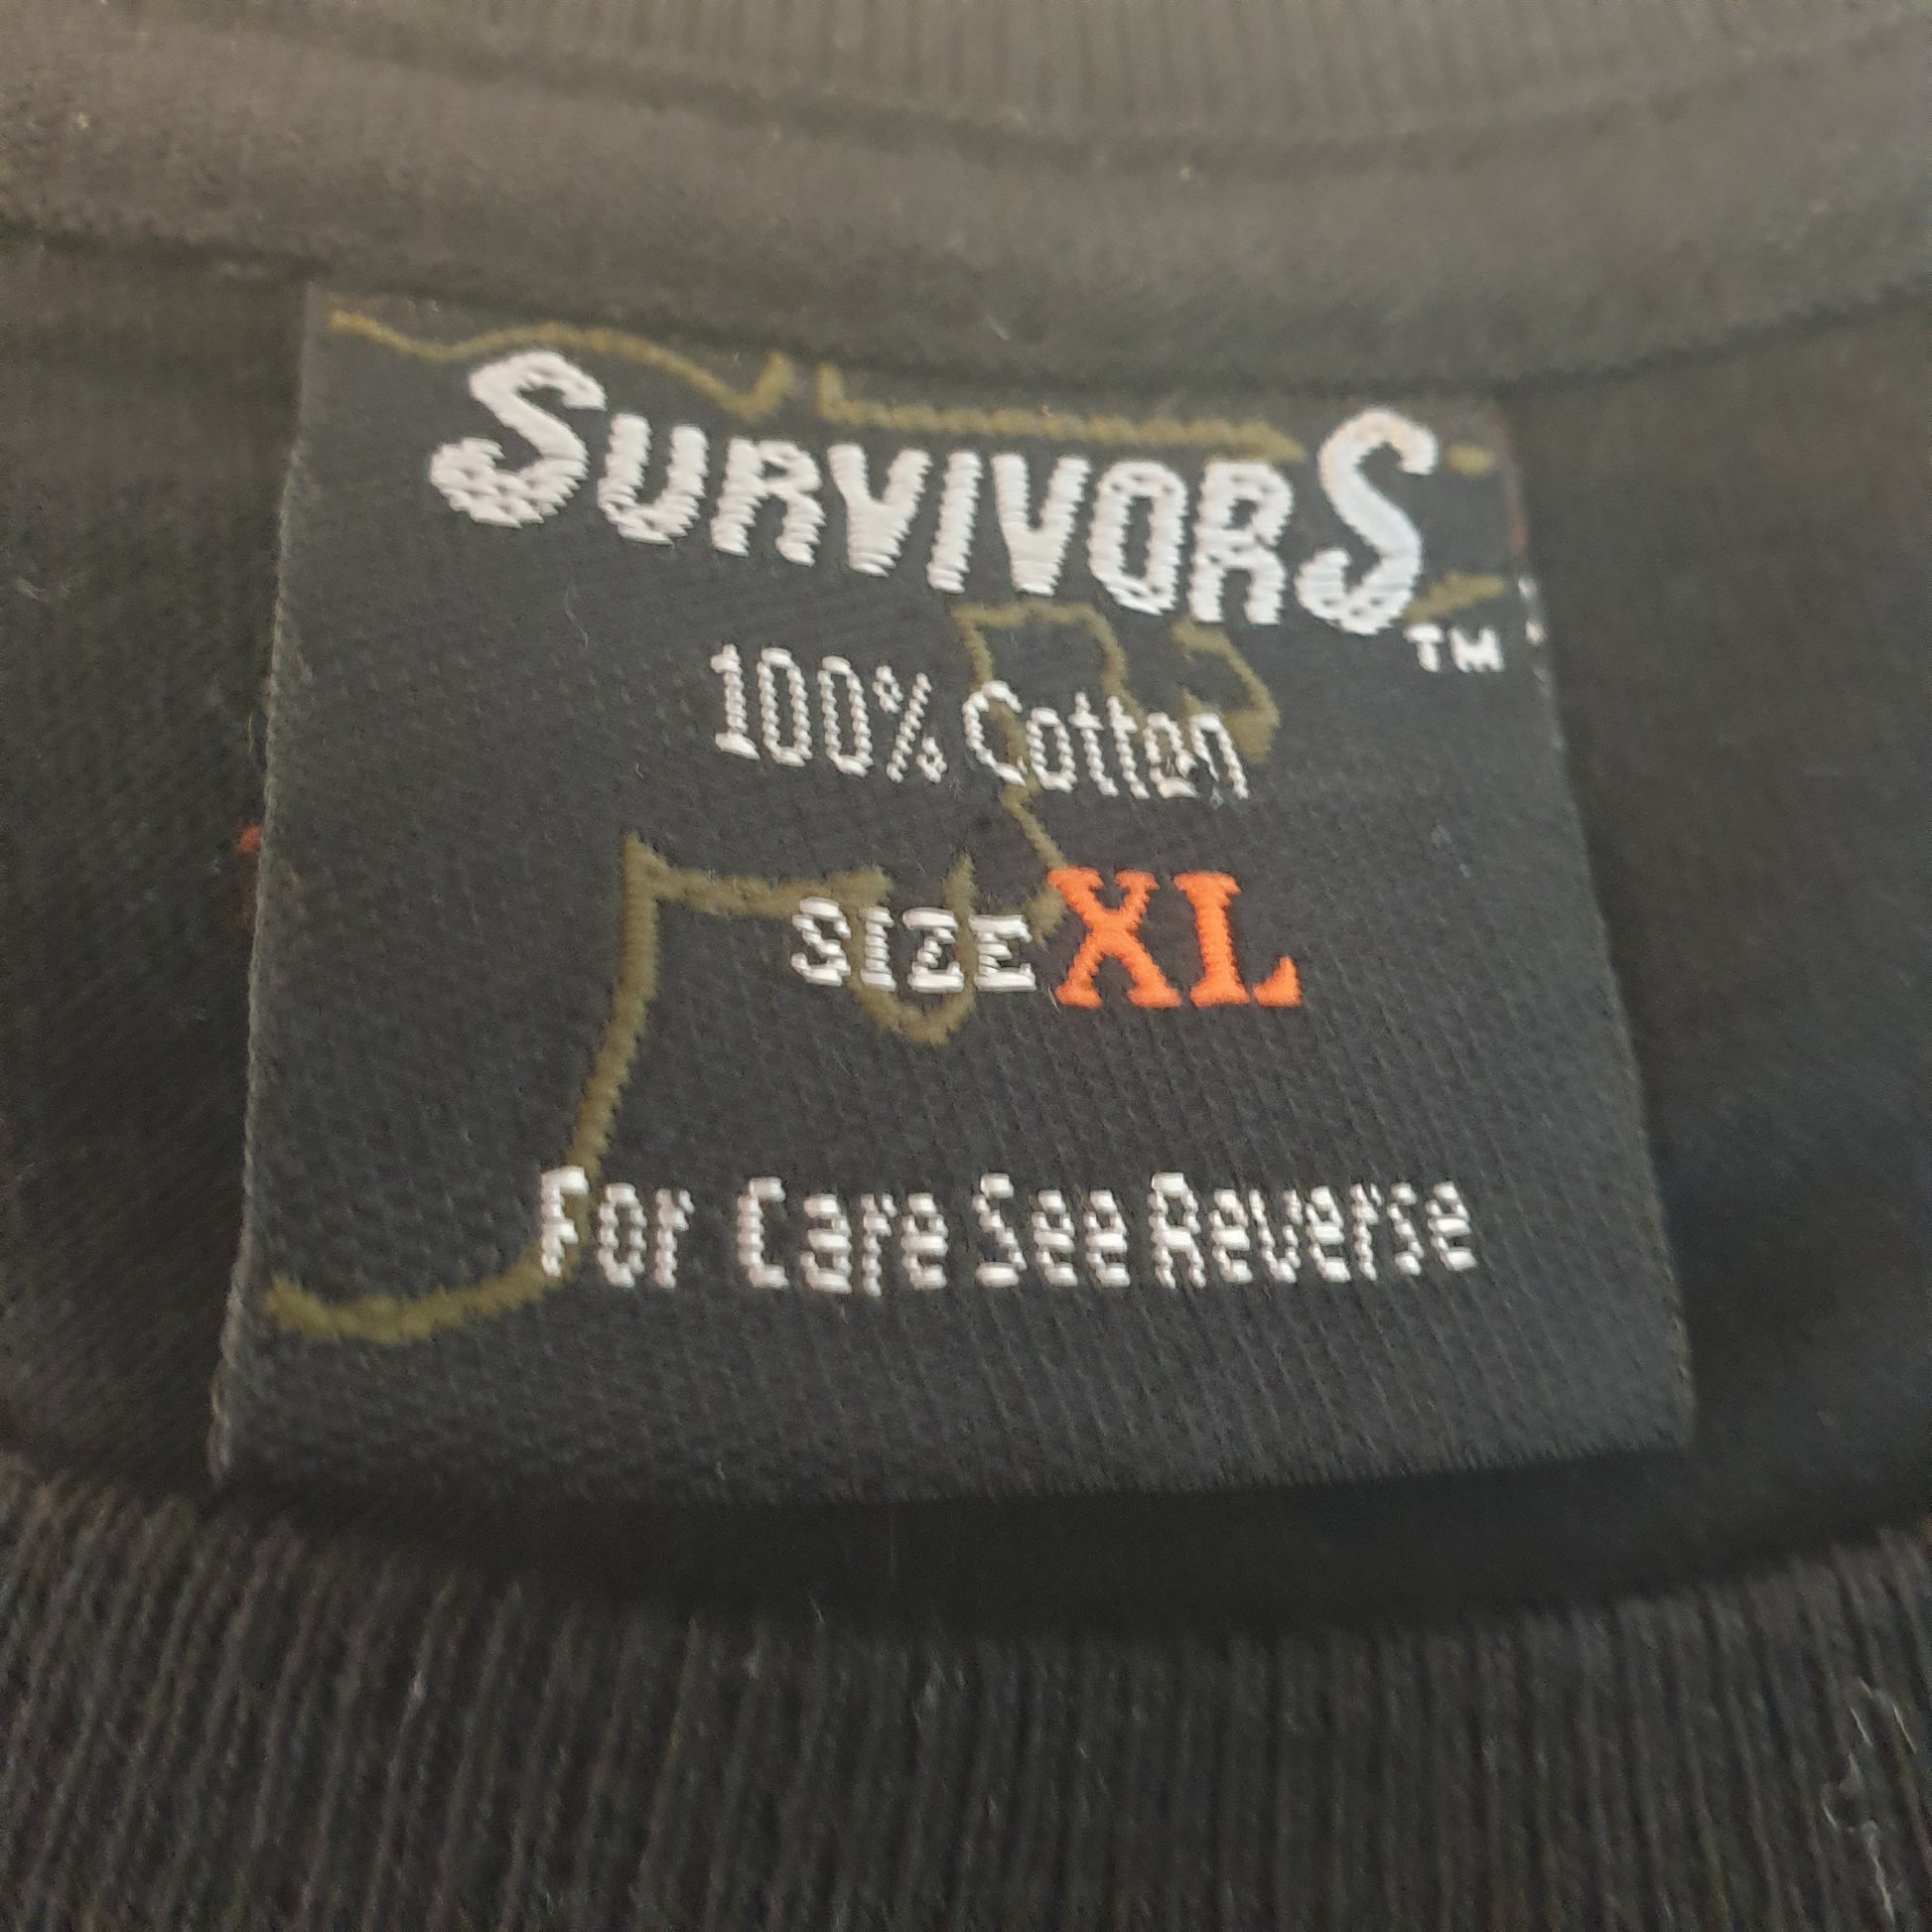 SURVIVORS
TM
100% Cotton
SIZE XL
For Care See Reverse